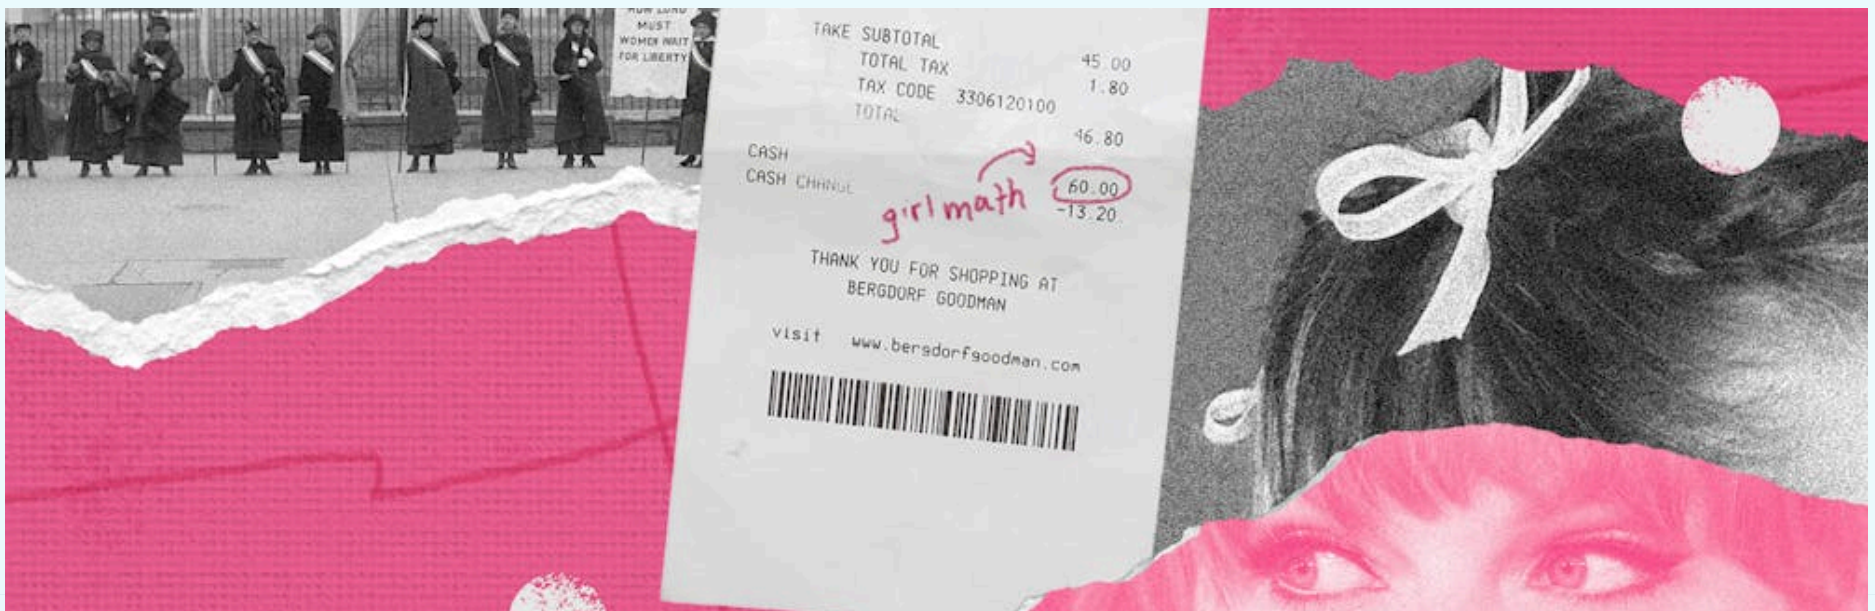 HOW LONG
MUST
WOMEN WAIT
FOR LIBERTY
TAKE SUBTOTAL 45.00
TOTAL TAX 1.80
TAX CODE 3306120100
TOTAL 46.80
CASH 60.00
CASH CHANGE -13.20
girl math
THANK YOU FOR SHOPPING AT
BERGDORF GOODMAN
visit www.bergdorfgoodman.com